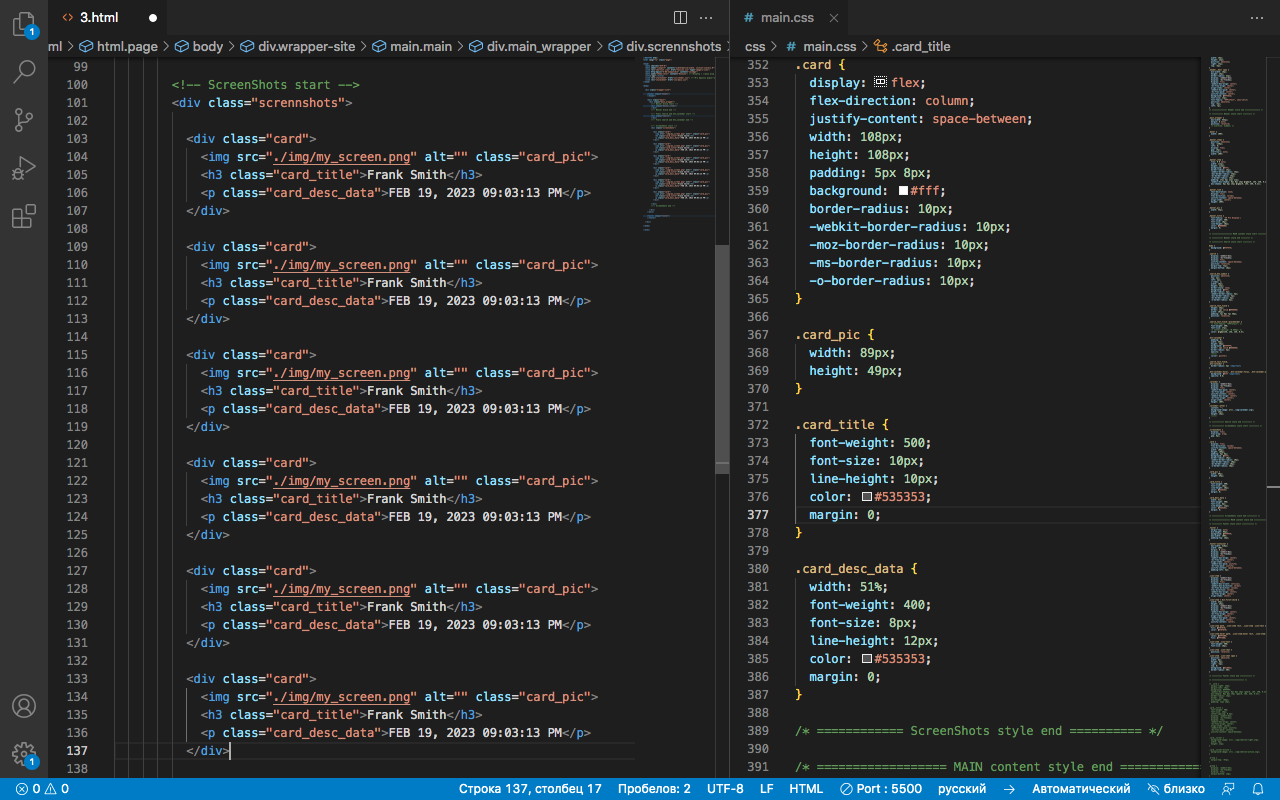 3.html
main.css
ml > html.page > body > div.wrapper-site > main.main > div.main_wrapper > div.scrennshots >
css > main.css > .card_title
99
100 <!-- ScreenShots start -->
101 <div class="scrennshots">
102
103 <div class="card">
104 <img src="./img/my_screen.png" alt="" class="card_pic">
105 <h3 class="card_title">Frank Smith</h3>
106 <p class="card_desc_data">FEB 19, 2023 09:03:13 PM</p>
107 </div>
108
109 <div class="card">
110 <img src="./img/my_screen.png" alt="" class="card_pic">
111 <h3 class="card_title">Frank Smith</h3>
112 <p class="card_desc_data">FEB 19, 2023 09:03:13 PM</p>
113 </div>
114
115 <div class="card">
116 <img src="./img/my_screen.png" alt="" class="card_pic">
117 <h3 class="card_title">Frank Smith</h3>
118 <p class="card_desc_data">FEB 19, 2023 09:03:13 PM</p>
119 </div>
120
121 <div class="card">
122 <img src="./img/my_screen.png" alt="" class="card_pic">
123 <h3 class="card_title">Frank Smith</h3>
124 <p class="card_desc_data">FEB 19, 2023 09:03:13 PM</p>
125 </div>
126
127 <div class="card">
128 <img src="./img/my_screen.png" alt="" class="card_pic">
129 <h3 class="card_title">Frank Smith</h3>
130 <p class="card_desc_data">FEB 19, 2023 09:03:13 PM</p>
131 </div>
132
133 <div class="card">
134 <img src="./img/my_screen.png" alt="" class="card_pic">
135 <h3 class="card_title">Frank Smith</h3>
136 <p class="card_desc_data">FEB 19, 2023 09:03:13 PM</p>
137 </div>
138
352 .card {
353 display: flex;
354 flex-direction: column;
355 justify-content: space-between;
356 width: 108px;
357 height: 108px;
358 padding: 5px 8px;
359 background: #fff;
360 border-radius: 10px;
361 -webkit-border-radius: 10px;
362 -moz-border-radius: 10px;
363 -ms-border-radius: 10px;
364 -o-border-radius: 10px;
365 }
366
367 .card_pic {
368 width: 89px;
369 height: 49px;
370 }
371
372 .card_title {
373 font-weight: 500;
374 font-size: 10px;
375 line-height: 10px;
376 color: #535353;
377 margin: 0;
378 }
379
380 .card_desc_data {
381 width: 51%;
382 font-weight: 400;
383 font-size: 8px;
384 line-height: 12px;
385 color: #535353;
386 margin: 0;
387 }
388
389 /* ============ ScreenShots style end ========== */
390
391 /* ================== MAIN content style end ===========
1
1
0 0 Строка 137, столбец 17 Пробелов: 2 UTF-8 LF HTML Port : 5500 русский → Автоматический близко